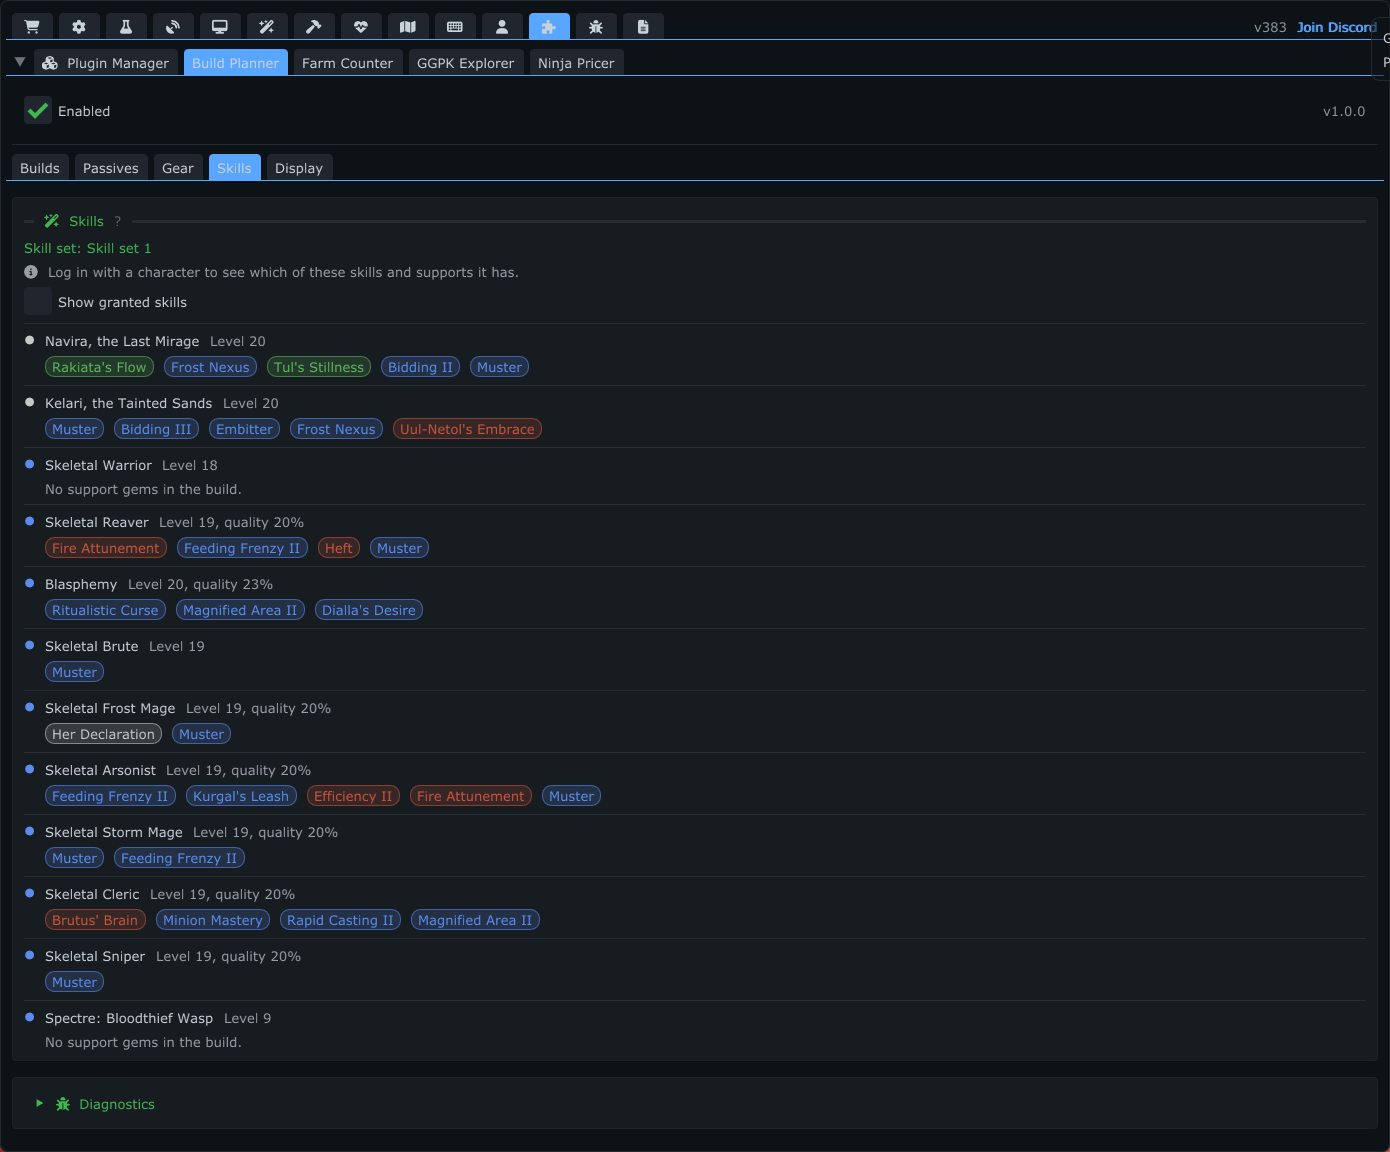 v383 Join Discord
Plugin Manager Build Planner Farm Counter GGPK Explorer Ninja Pricer
Enabled v1.0.0
Builds Passives Gear Skills Display
Skills ?
Skill set: Skill set 1
Log in with a character to see which of these skills and supports it has.
Show granted skills
Navira, the Last Mirage Level 20
Rakiata's Flow Frost Nexus Tul's Stillness Bidding II Muster
Kelari, the Tainted Sands Level 20
Muster Bidding III Embitter Frost Nexus Uul-Netol's Embrace
Skeletal Warrior Level 18
No support gems in the build.
Skeletal Reaver Level 19, quality 20%
Fire Attunement Feeding Frenzy II Heft Muster
Blasphemy Level 20, quality 23%
Ritualistic Curse Magnified Area II Dialla's Desire
Skeletal Brute Level 19
Muster
Skeletal Frost Mage Level 19, quality 20%
Her Declaration Muster
Skeletal Arsonist Level 19, quality 20%
Feeding Frenzy II Kurgal's Leash Efficiency II Fire Attunement Muster
Skeletal Storm Mage Level 19, quality 20%
Muster Feeding Frenzy II
Skeletal Cleric Level 19, quality 20%
Brutus' Brain Minion Mastery Rapid Casting II Magnified Area II
Skeletal Sniper Level 19, quality 20%
Muster
Spectre: Bloodthief Wasp Level 9
No support gems in the build.
Diagnostics